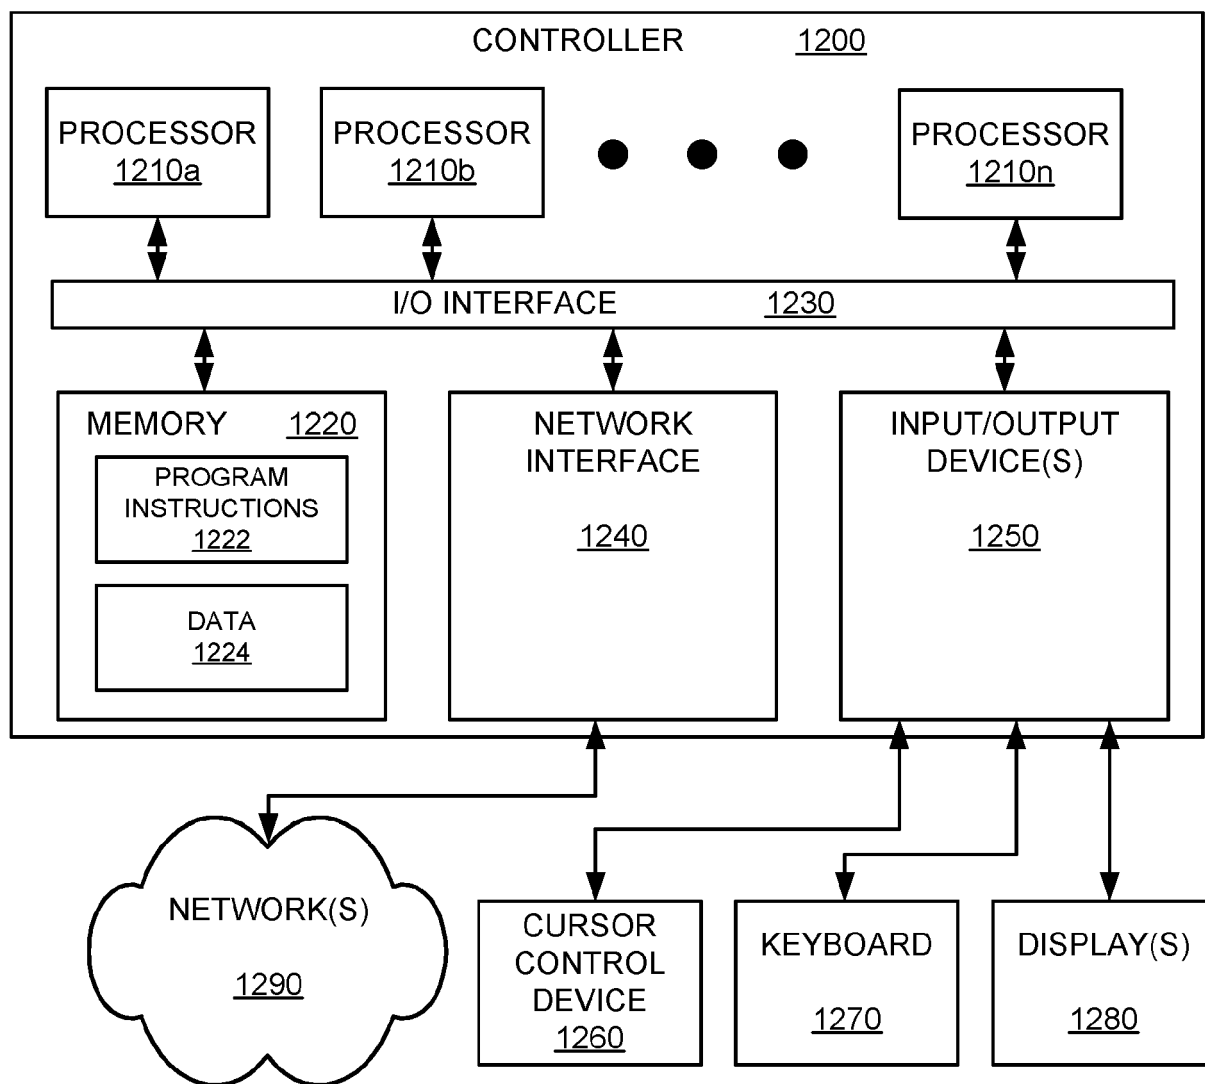 CONTROLLER 1200
PROCESSOR
1210a
PROCESSOR
1210b
PROCESSOR
1210n
I/O INTERFACE 1230
MEMORY 1220
PROGRAM
INSTRUCTIONS
1222
DATA
1224
NETWORK
INTERFACE
1240
INPUT/OUTPUT
DEVICE(S)
1250
NETWORK(S)
1290
CURSOR
CONTROL
DEVICE
1260
KEYBOARD
1270
DISPLAY(S)
1280